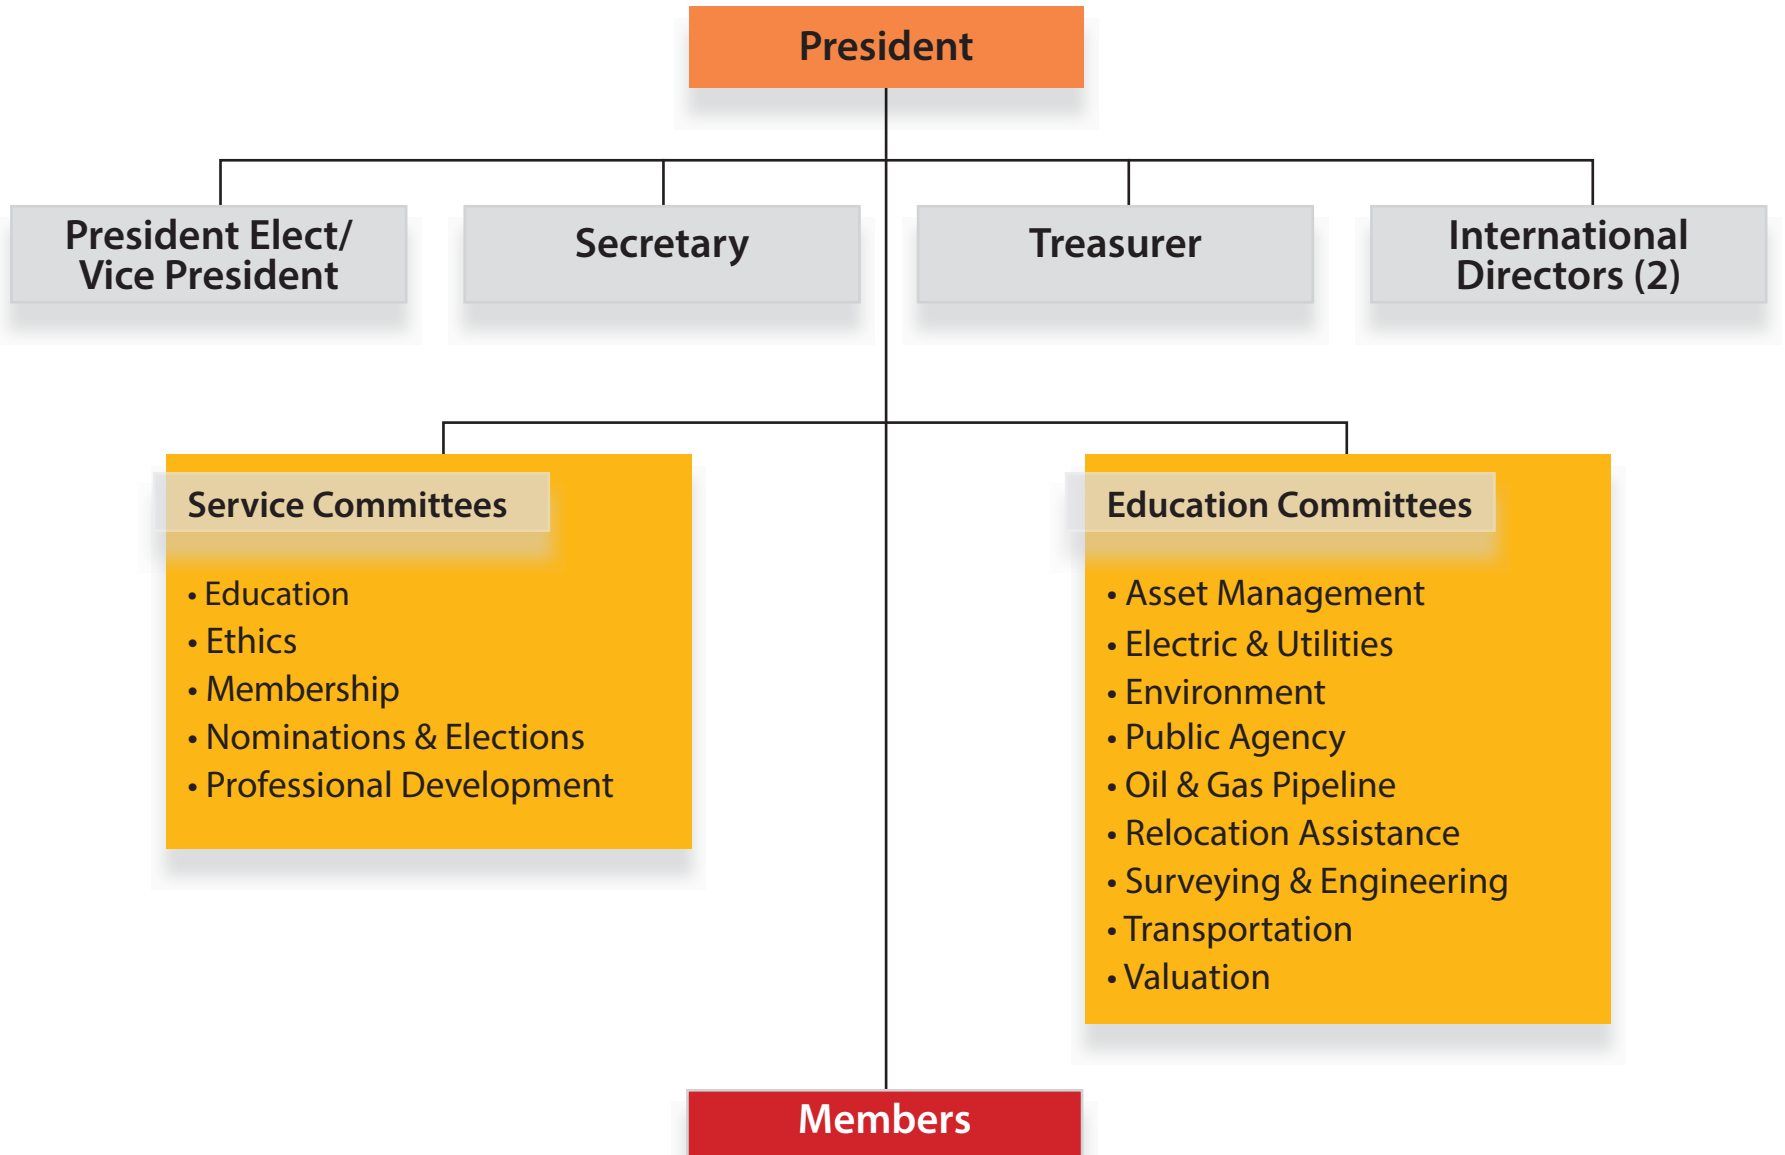 President
President Elect/
Vice President
Secretary
Treasurer
International
Directors (2)
Service Committees
• Education
• Ethics
• Membership
• Nominations & Elections
• Professional Development
Education Committees
• Asset Management
• Electric & Utilities
• Environment
• Public Agency
• Oil & Gas Pipeline
• Relocation Assistance
• Surveying & Engineering
• Transportation
• Valuation
Members